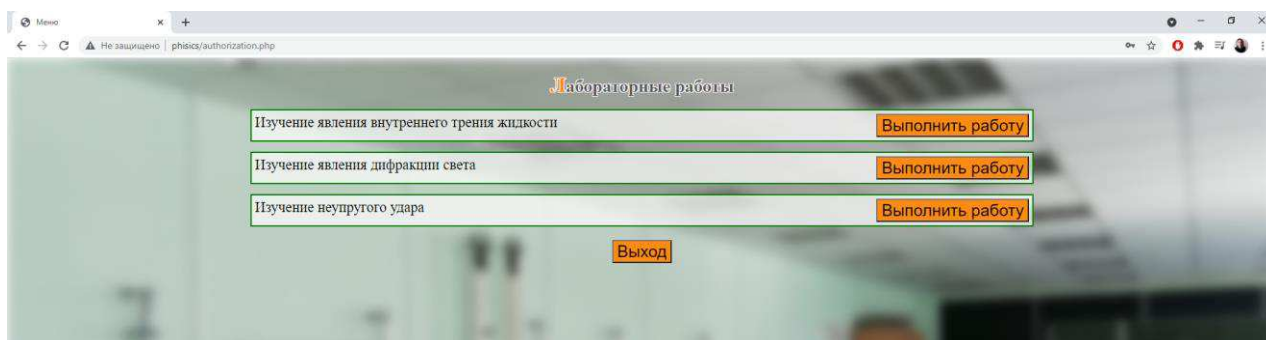 Меню
Не защищено phisics/authorization.php
Лабораторные работы
Изучение явления внутреннего трения жидкости Выполнить работу
Изучение явления дифракции света Выполнить работу
Изучение неупругого удара Выполнить работу
Выход